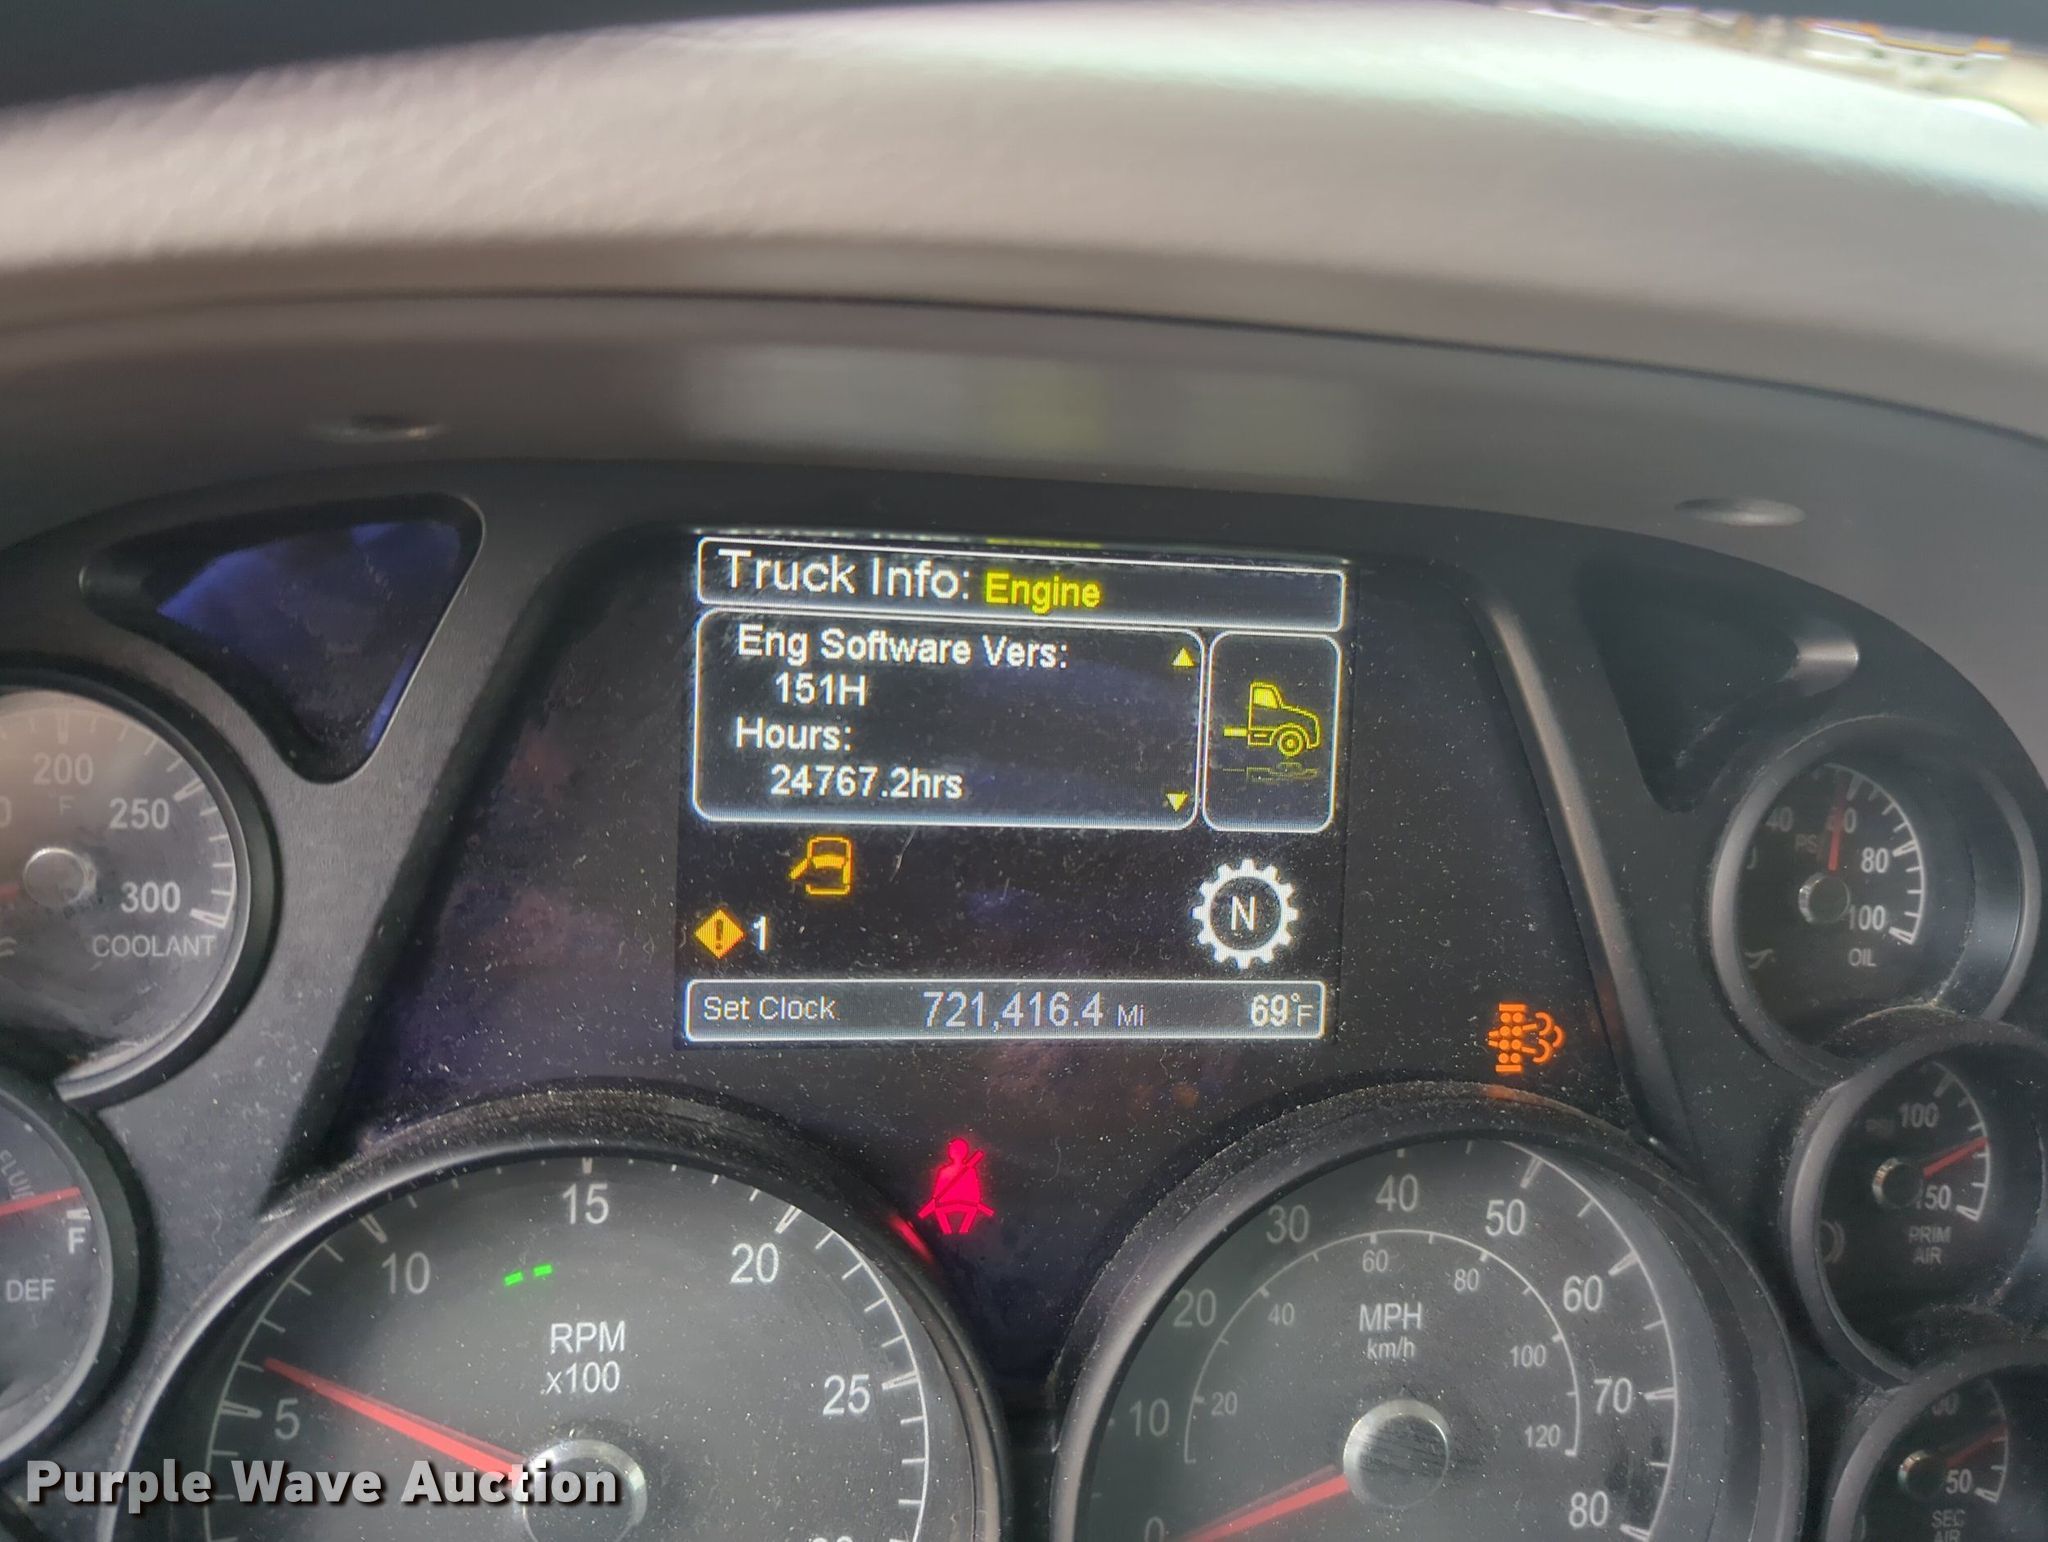 Truck Info: Engine
Eng Software Vers:
151H
Hours:
24767.2hrs
1
N
Set Clock 721,416.4 Mi 69°F
200
F
250
300
COOLANT
F
DEF
5
10
15
20
25
RPM
x100
0
10
20
30
40
50
60
70
80
20
40
60
80
100
120
MPH
km/h
40
80
100
OIL
100
150
PRIM
AIR
50
SEC
AIR
Purple Wave Auction